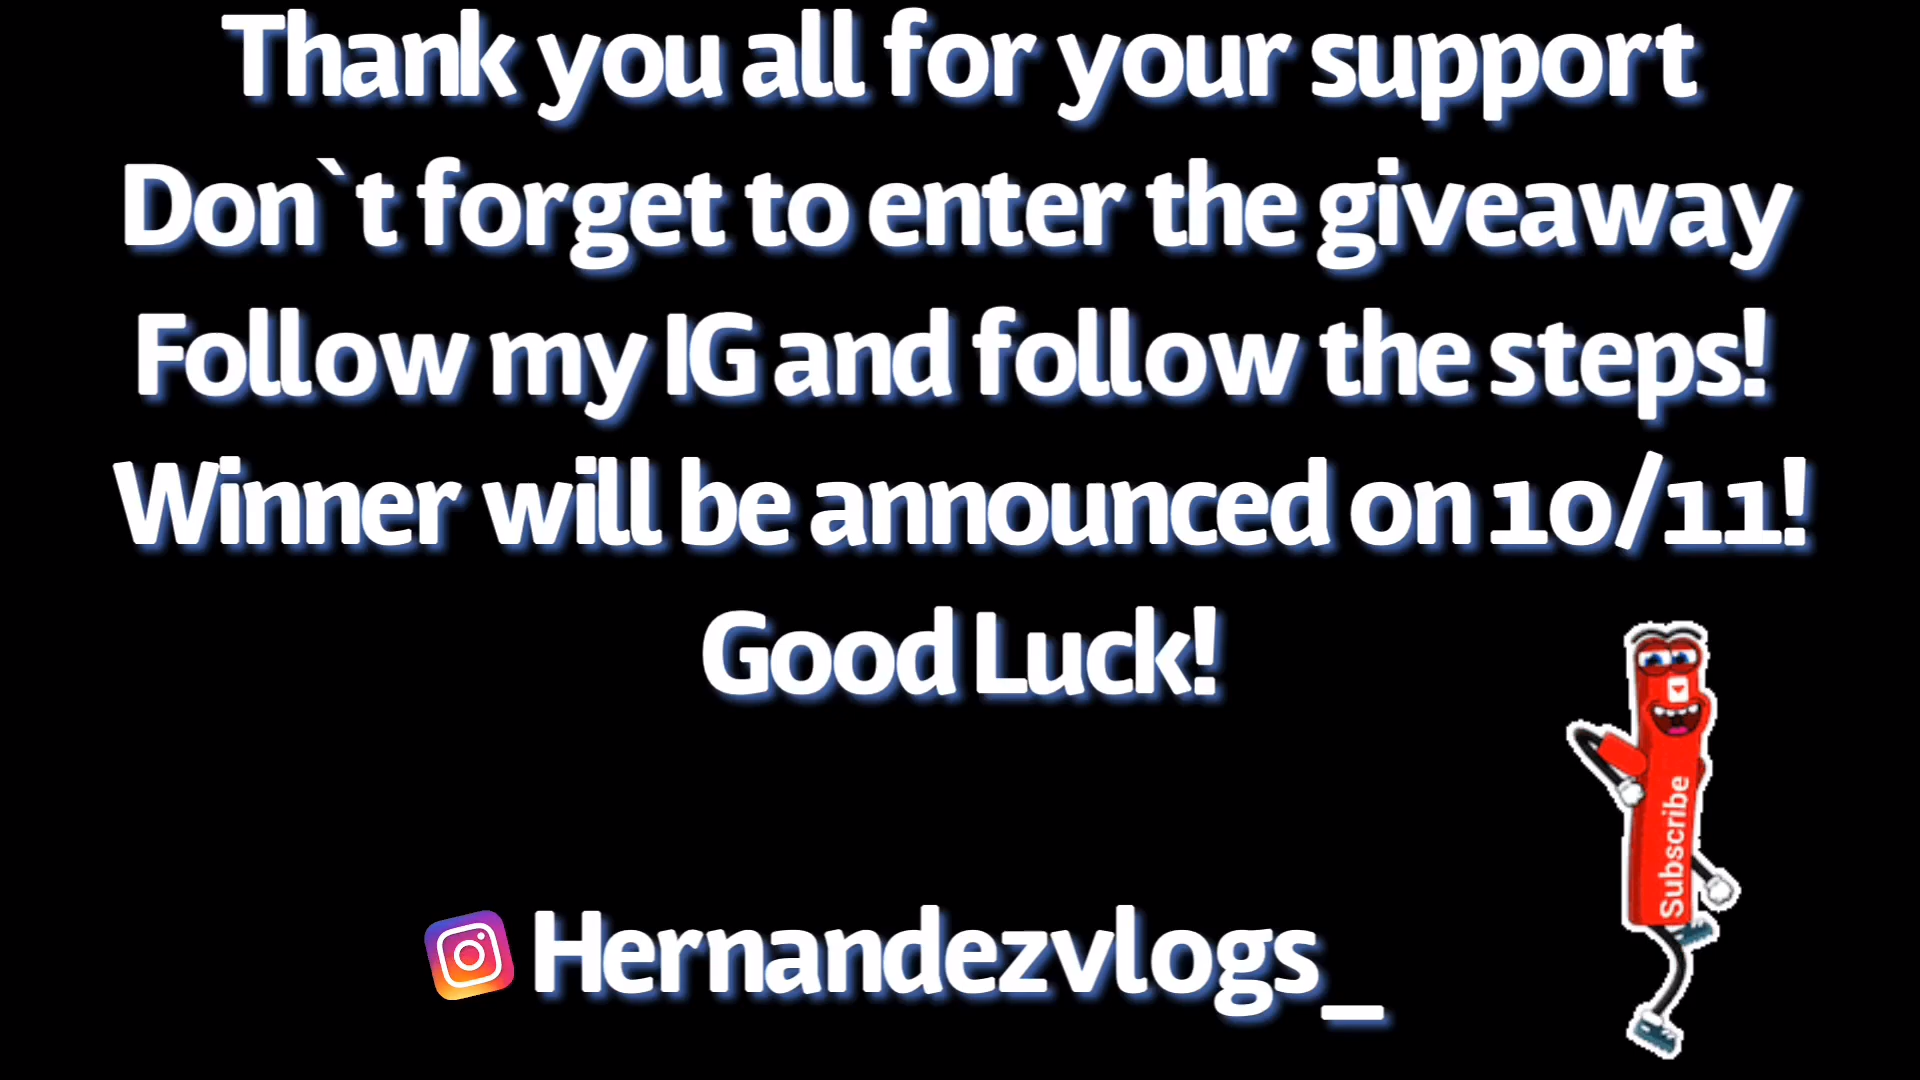 Thank you all for your support
Don`t forget to enter the giveaway
Follow my IG and follow the steps!
Winner will be announced on 10/11!
Good Luck!
Subscribe
Hernandezvlogs_